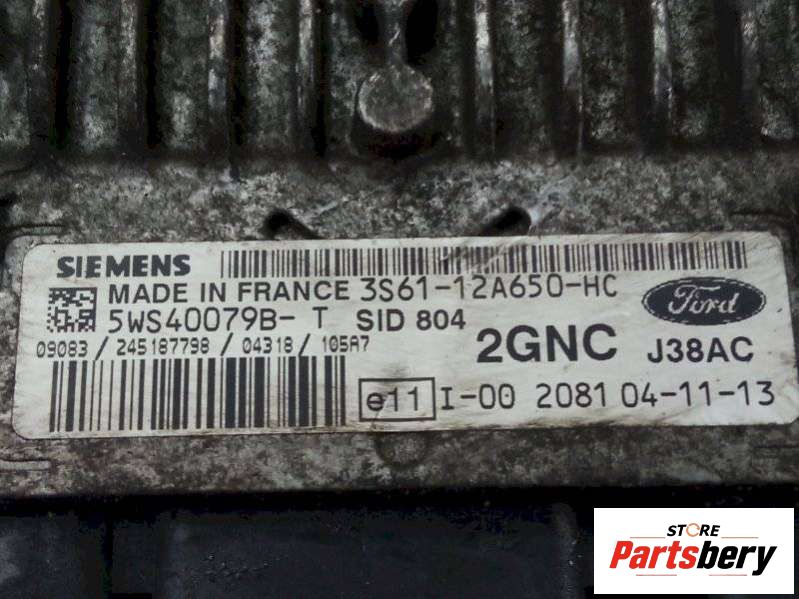 SIEMENS
MADE IN FRANCE 3S61-12A650-HC
Ford
5WS40079B- T SID 804
2GNC J38AC
09083 / 245187798 / 04318 / 105A7
e11 I-00 2081 04-11-13
STORE
Partsbery